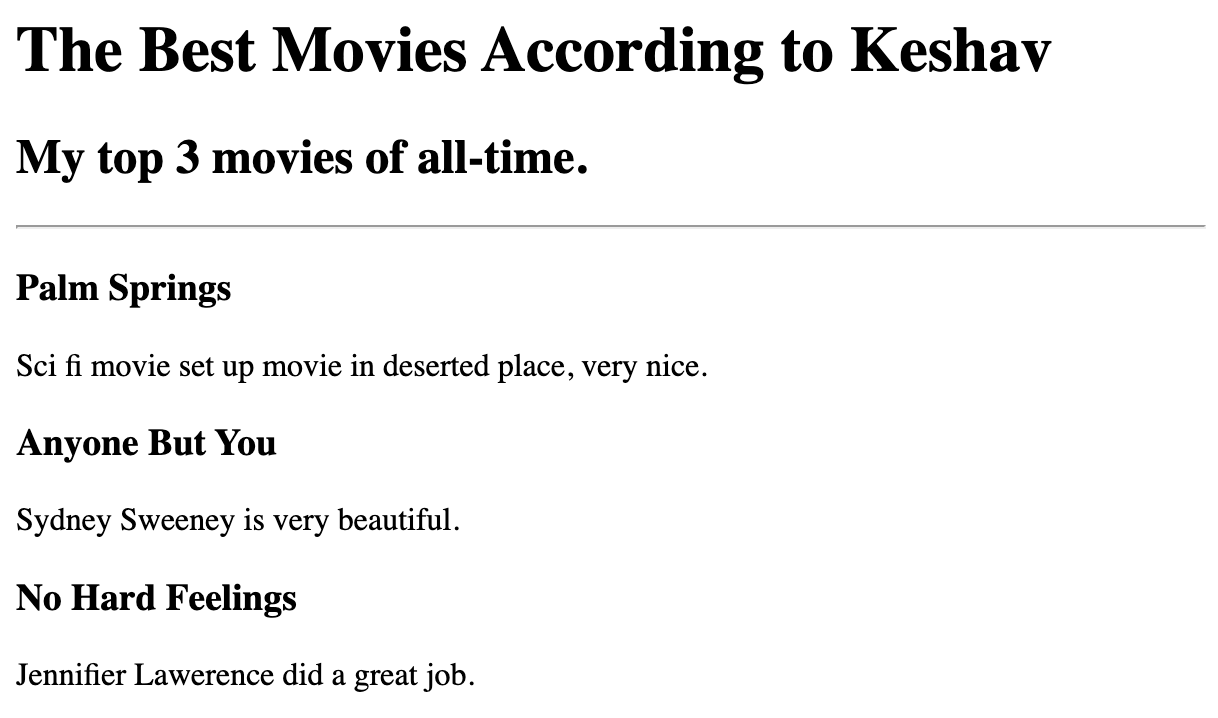 The Best Movies According to Keshav
My top 3 movies of all-time.
Palm Springs
Sci fi movie set up movie in deserted place, very nice.
Anyone But You
Sydney Sweeney is very beautiful.
No Hard Feelings
Jennifier Lawerence did a great job.